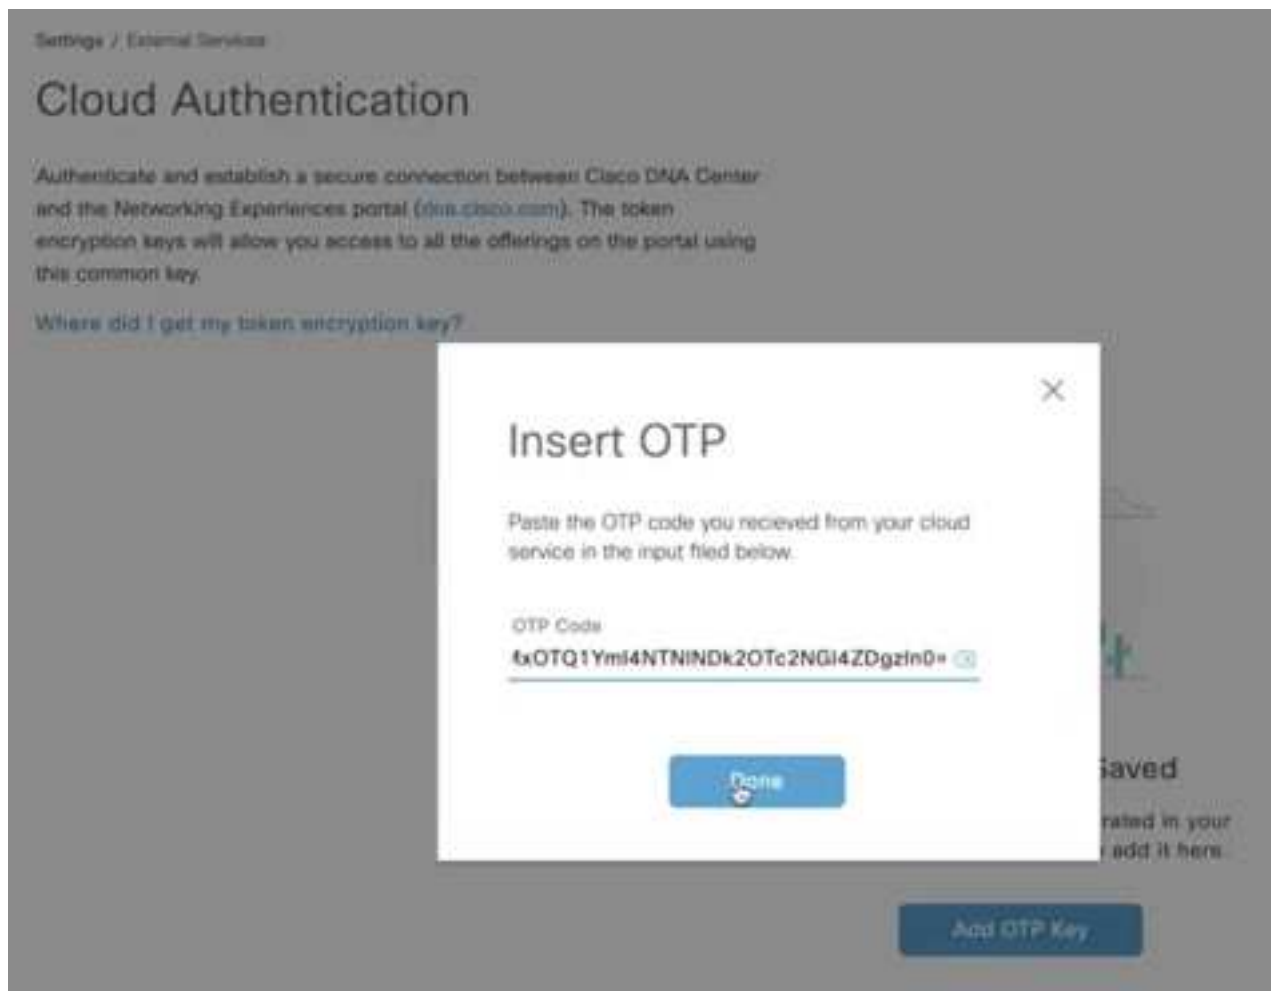 Settings / External Services
Cloud Authentication
Authenticate and establish a secure connection between Cisco DNA Center
and the Networking Experiences portal (dna.cisco.com). The token
encryption keys will allow you access to all the offerings on the portal using
this common key.
Where did I get my token encryption key?
Insert OTP
Paste the OTP code you recieved from your cloud
service in the input filed below.
OTP Code
Done
saved
rated in your
add it here.
Add OTP Key